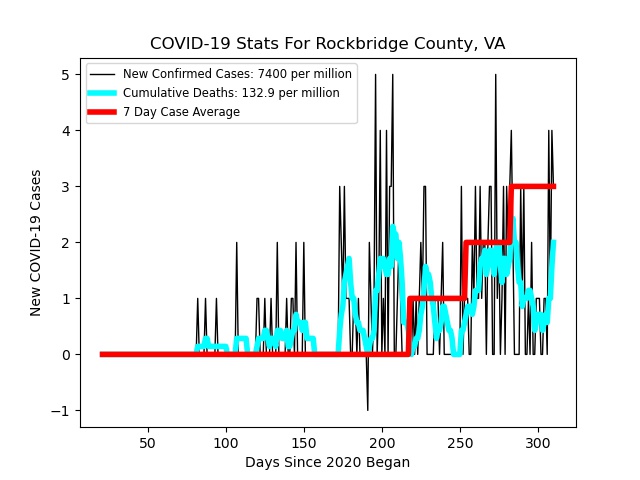 COVID-19 Stats For Rockbridge County, VA
New Confirmed Cases: 7400 per million
Cumulative Deaths: 132.9 per million
7 Day Case Average
New COVID-19 Cases
5
4
3
2
1
0
−1
50 100 150 200 250 300
Days Since 2020 Began